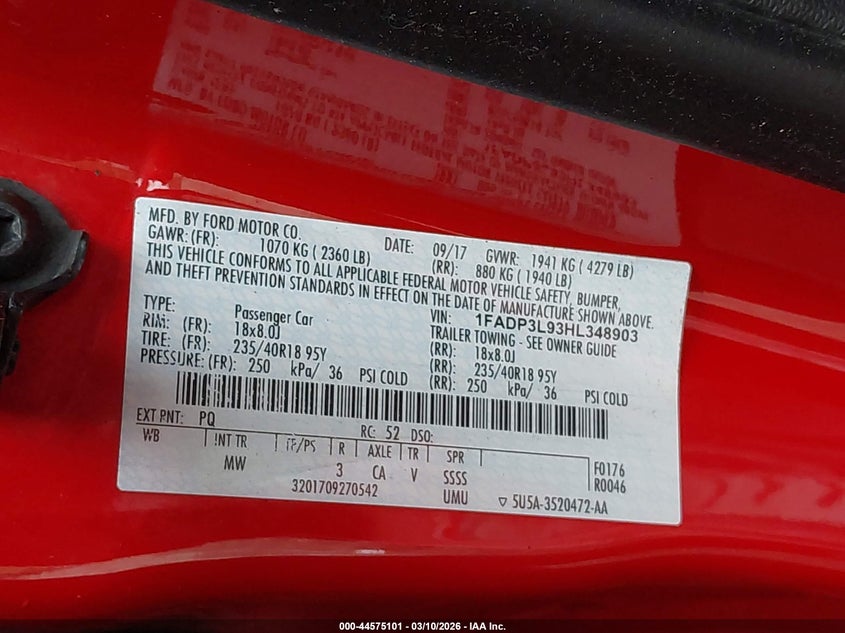 MFD. BY FORD MOTOR CO. DATE: 09/17 GVWR: 1941 KG ( 4279 LB)
GAWR: (FR): 1070 KG ( 2360 LB) (RR): 880 KG ( 1940 LB)
THIS VEHICLE CONFORMS TO ALL APPLICABLE FEDERAL MOTOR VEHICLE SAFETY, BUMPER,
AND THEFT PREVENTION STANDARDS IN EFFECT ON THE DATE OF MANUFACTURE SHOWN ABOVE.
VIN: 1FADP3L93HL348903
TYPE: Passenger Car TRAILER TOWING - SEE OWNER GUIDE
RIM: (FR) 18x8.0J (RR): 18x8.0J
TIRE: (FR) 235/40R18 95Y (RR): 235/40R18 95Y
PRESSURE: (FR): 250 kPa/ 36 PSI COLD (RR): 250 kPa/ 36 PSI COLD
EXT PNT: PQ RC: 52 DSO:
WB INT TR TP/PS R AXLE TR SPR
MW 3 CA V SSSS F0176
3201709270542 UMU R0046
5U5A-3520472-AA
000-44575101 - 03/10/2026 - IAA Inc.